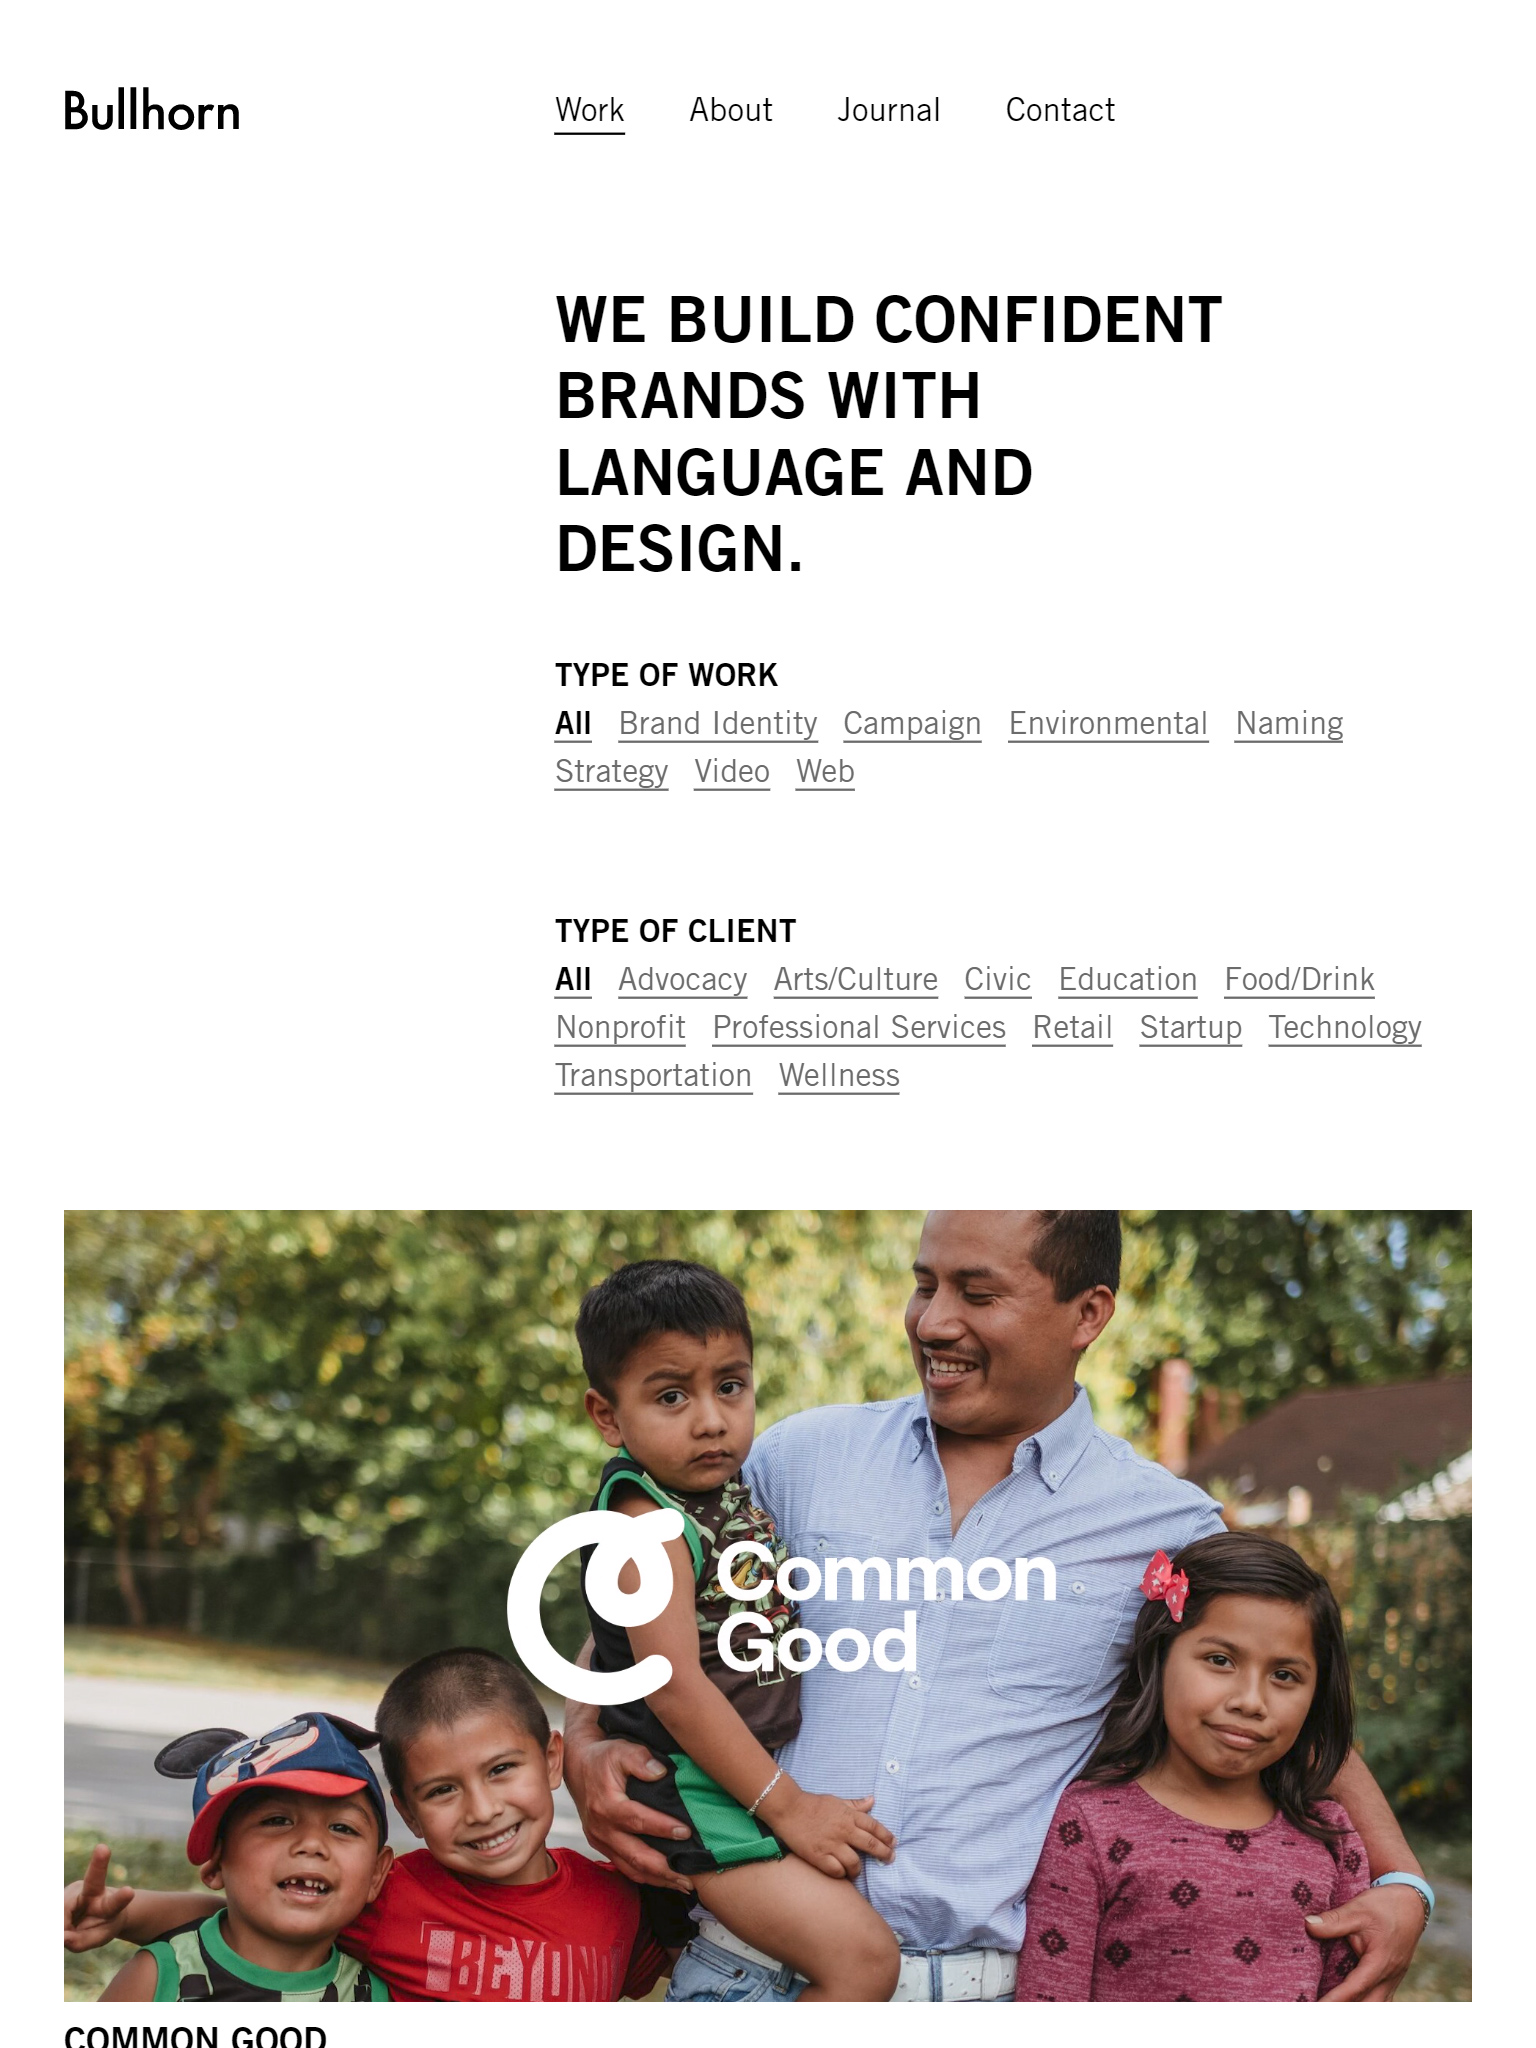 Bullhorn
Work About Journal Contact
WE BUILD CONFIDENT
BRANDS WITH
LANGUAGE AND
DESIGN.
TYPE OF WORK
All Brand Identity Campaign Environmental Naming
Strategy Video Web
TYPE OF CLIENT
All Advocacy Arts/Culture Civic Education Food/Drink
Nonprofit Professional Services Retail Startup Technology
Transportation Wellness
Common
Good
BEYOND
COMMON GOOD